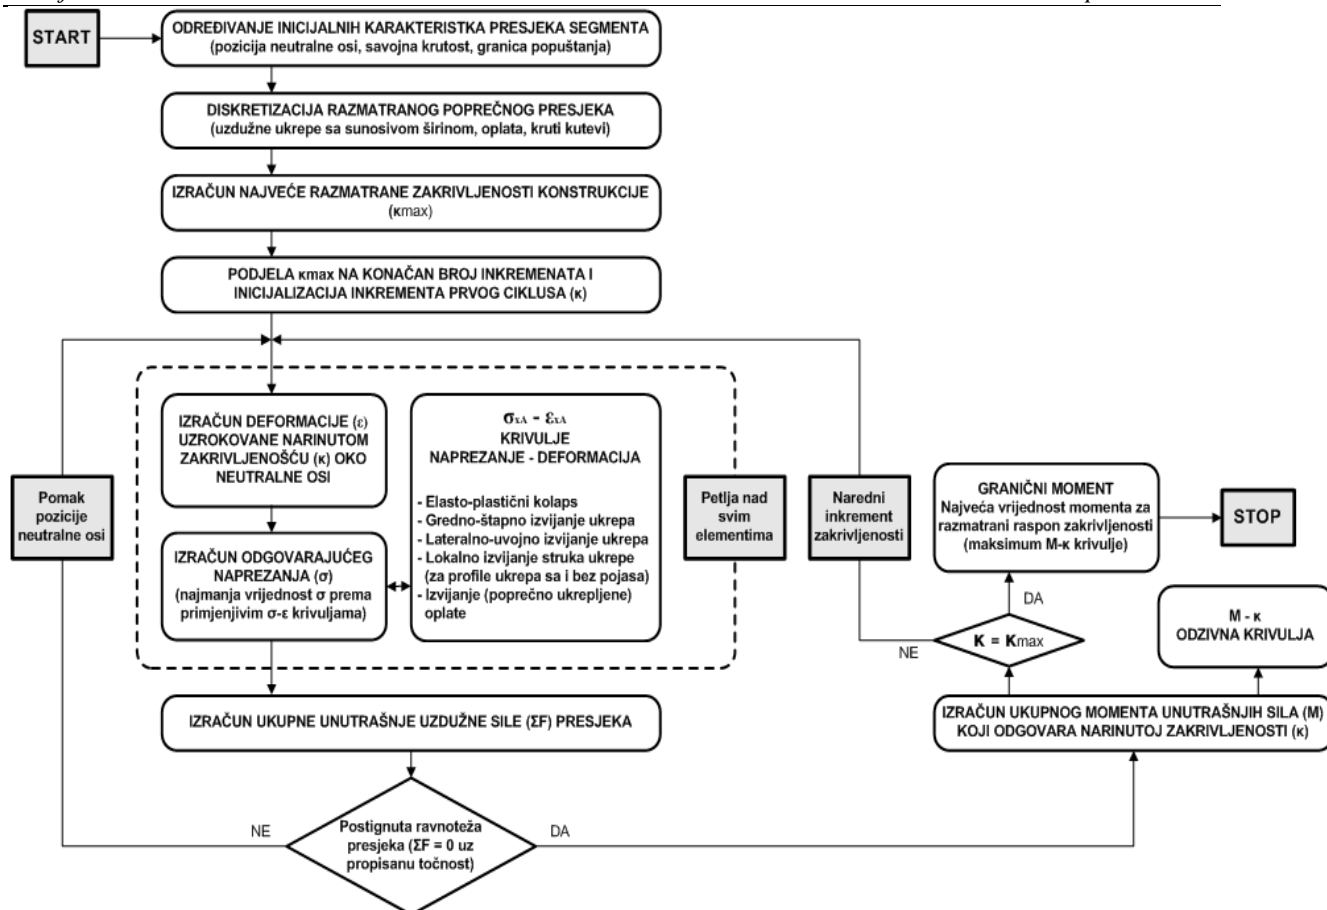 START
ODREĐIVANJE INICIJALNIH KARAKTERISTKA PRESJEKA SEGMENTA
(pozicija neutralne osi, savojna krutost, granica popuštanja)
DISKRETIZACIJA RAZMATRANOG POPREČNOG PRESJEKA
(uzdužne ukrepe sa sunosivom širinom, oplata, kruti kutevi)
IZRAČUN NAJVEĆE RAZMATRANE ZAKRIVLJENOSTI KONSTRUKCIJE
(κmax)
PODJELA κmax NA KONAČAN BROJ INKREMENATA I
INICIJALIZACIJA INKREMENTA PRVOG CIKLUSA (κ)
IZRAČUN DEFORMACIJE (ε)
UZROKOVANE NARINUTOM
ZAKRIVLJENOŠĆU (κ) OKO
NEUTRALNE OSI
IZRAČUN ODGOVARAJUĆEG
NAPREZANJA (σ)
(najmanja vrijednost σ prema
primjenjivim σ-ε krivuljama)
σxA - εxA
KRIVULJE
NAPREZANJE - DEFORMACIJA
- Elasto-plastični kolaps
- Gredno-štapno izvijanje ukrepa
- Lateralno-uvojno izvijanje ukrepa
- Lokalno izvijanje struka ukrepe
(za profile ukrepa sa i bez pojasa)
- Izvijanje (poprečno ukrepljene)
oplate
Pomak
pozicije
neutralne osi
Petlja nad
svim
elementima
Naredni
inkrement
zakrivljenosti
GRANIČNI MOMENT
Najveća vrijednost momenta za
razmatrani raspon zakrivljenosti
(maksimum M-κ krivulje)
STOP
DA
K = Kmax
NE
M - κ
ODZIVNA KRIVULJA
IZRAČUN UKUPNE UNUTRAŠNJE UZDUŽNE SILE (ΣF) PRESJEKA
IZRAČUN UKUPNOG MOMENTA UNUTRAŠNJIH SILA (M)
KOJI ODGOVARA NARINUTOJ ZAKRIVLJENOSTI (κ)
NE
Postignuta ravnoteža
presjeka (ΣF = 0 uz
propisanu točnost)
DA